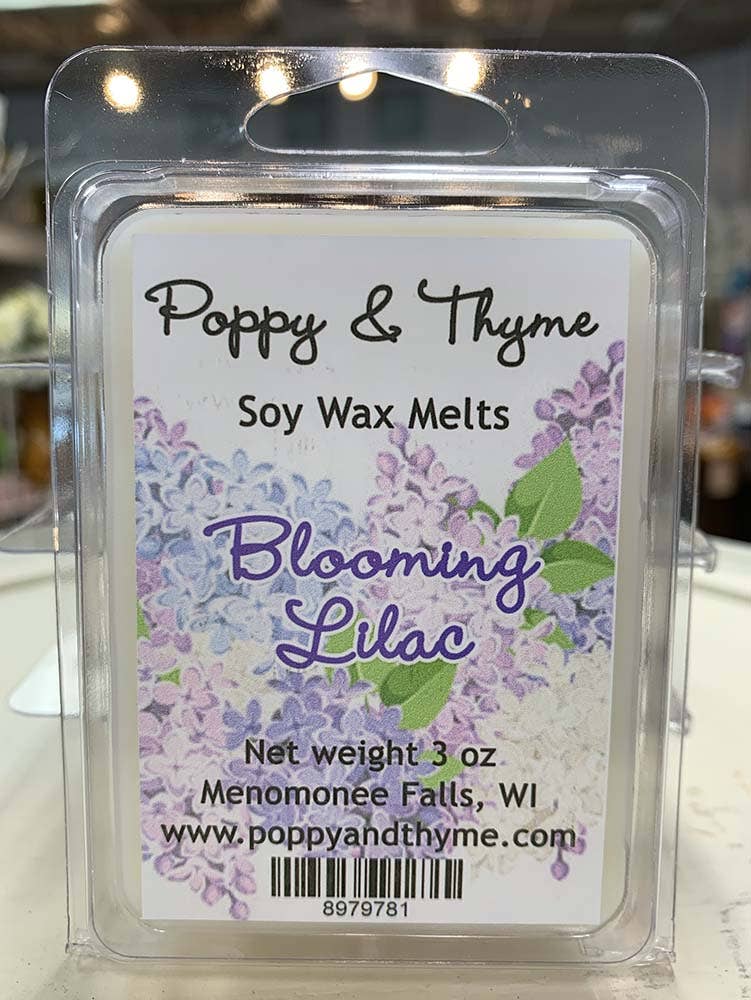 Poppy & Thyme
Soy Wax Melts
Blooming
Lilac
Net weight 3 oz
Menomonee Falls, WI
www.poppyandthyme.com
8979781